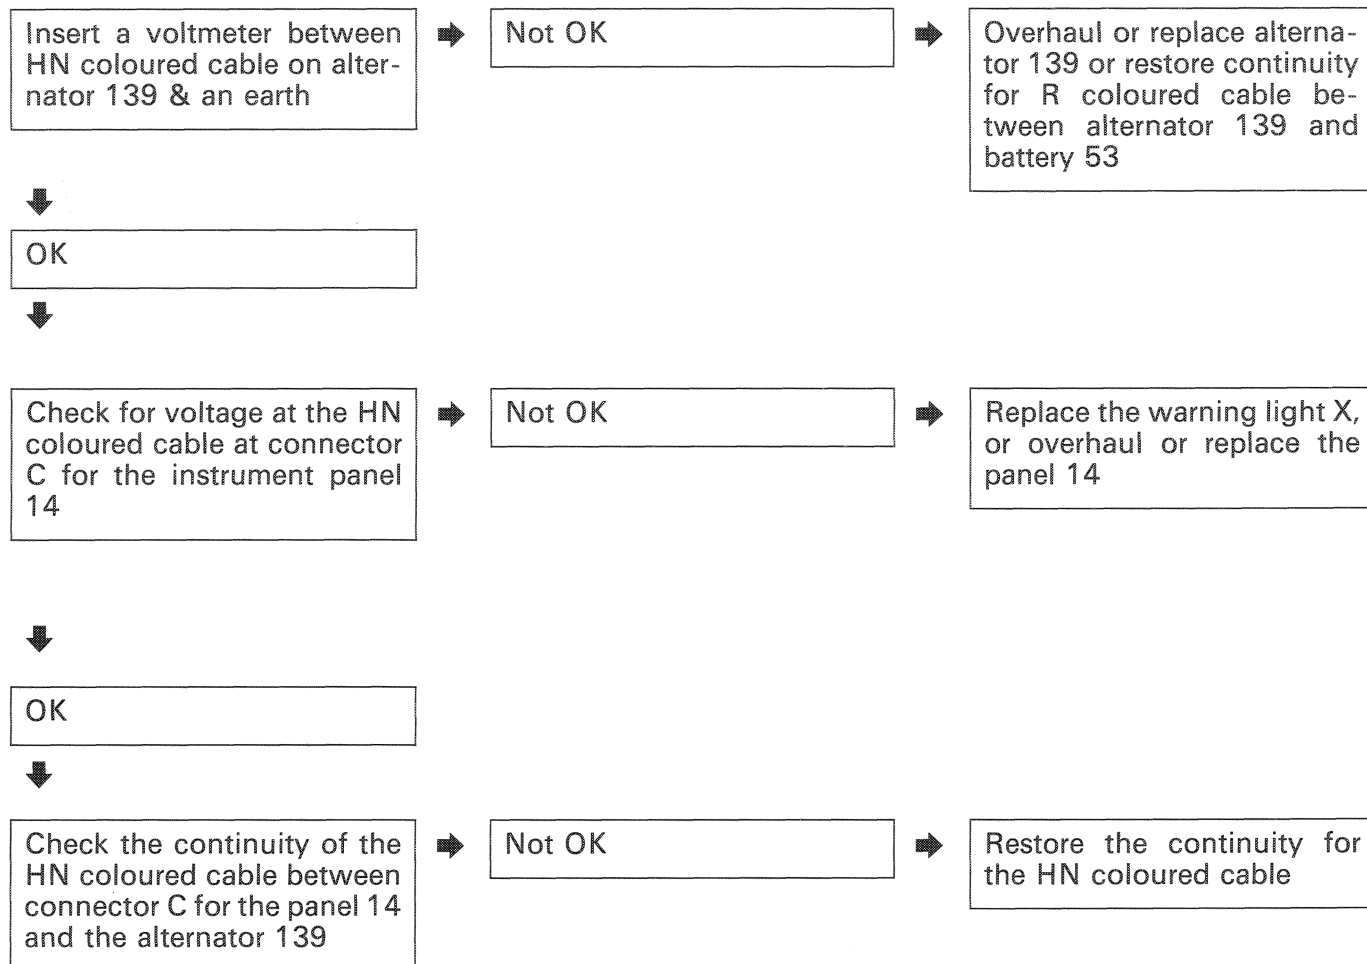 Insert a voltmeter between
HN coloured cable on alter-
nator 139 & an earth
Not OK
Overhaul or replace alterna-
tor 139 or restore continuity
for R coloured cable be-
tween alternator 139 and
battery 53
OK
Check for voltage at the HN
coloured cable at connector
C for the instrument panel
14
Not OK
Replace the warning light X,
or overhaul or replace the
panel 14
OK
Check the continuity of the
HN coloured cable between
connector C for the panel 14
and the alternator 139
Not OK
Restore the continuity for
the HN coloured cable